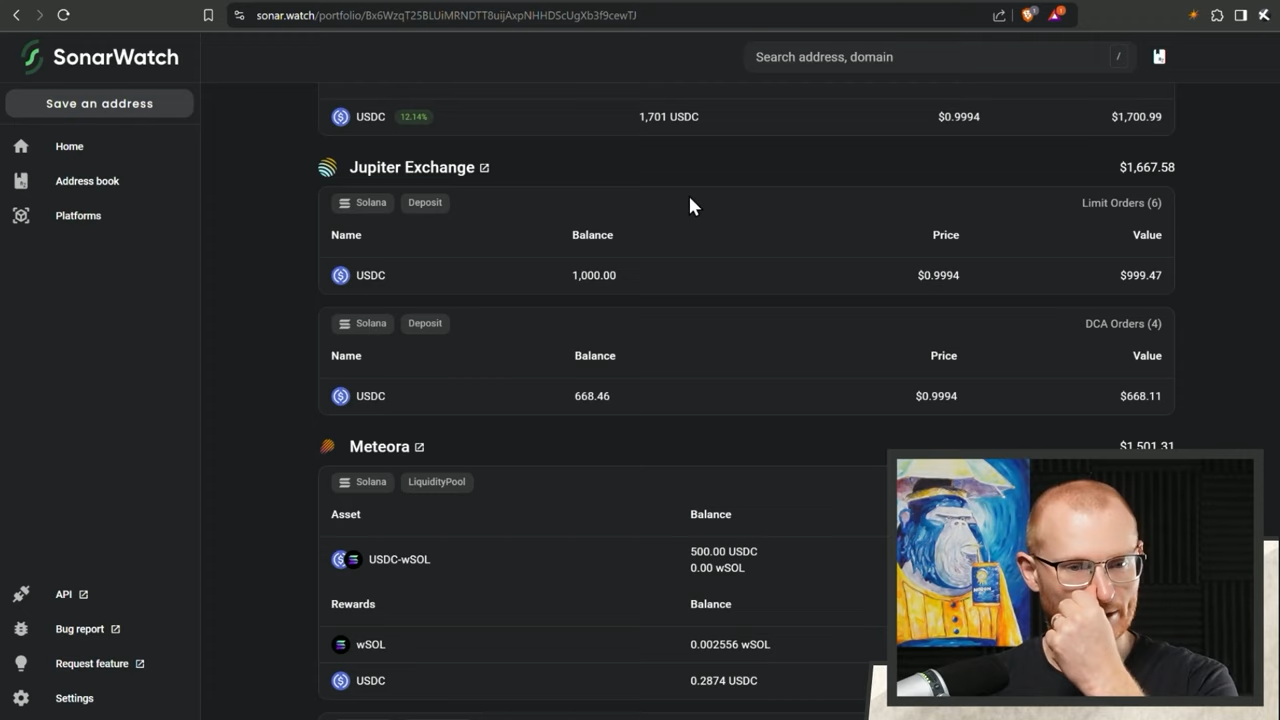 sonar.watch/portfolio/Bx6WzqT25BLUiMRNDTT8uijAxpNHHDScUgXb3f9cewTJ
SonarWatch
Search address, domain
/
Save an address
Home
Address book
Platforms
API
Bug report
Request feature
Settings
USDC 12.14% 1,701 USDC $0.9994 $1,700.99
Jupiter Exchange $1,667.58
Solana Deposit Limit Orders (6)
Name Balance Price Value
USDC 1,000.00 $0.9994 $999.47
Solana Deposit DCA Orders (4)
Name Balance Price Value
USDC 668.46 $0.9994 $668.11
Meteora $1,501.31
Solana LiquidityPool
Asset Balance
USDC-wSOL 500.00 USDC
0.00 wSOL
Rewards Balance
wSOL 0.002556 wSOL
USDC 0.2874 USDC